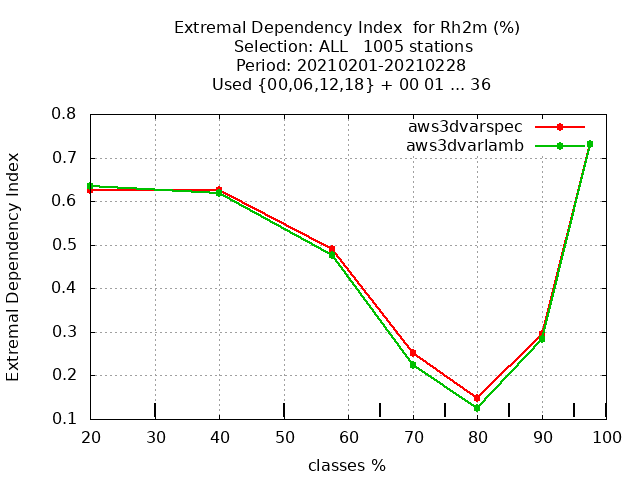 Extremal Dependency Index  for Rh2m (%)
Selection: ALL   1005 stations
Period: 20210201-20210228
Used {00,06,12,18} + 00 01 ... 36
aws3dvarspec
aws3dvarlamb
Extremal Dependency Index
0.8
0.7
0.6
0.5
0.4
0.3
0.2
0.1
20 30 40 50 60 70 80 90 100
classes %